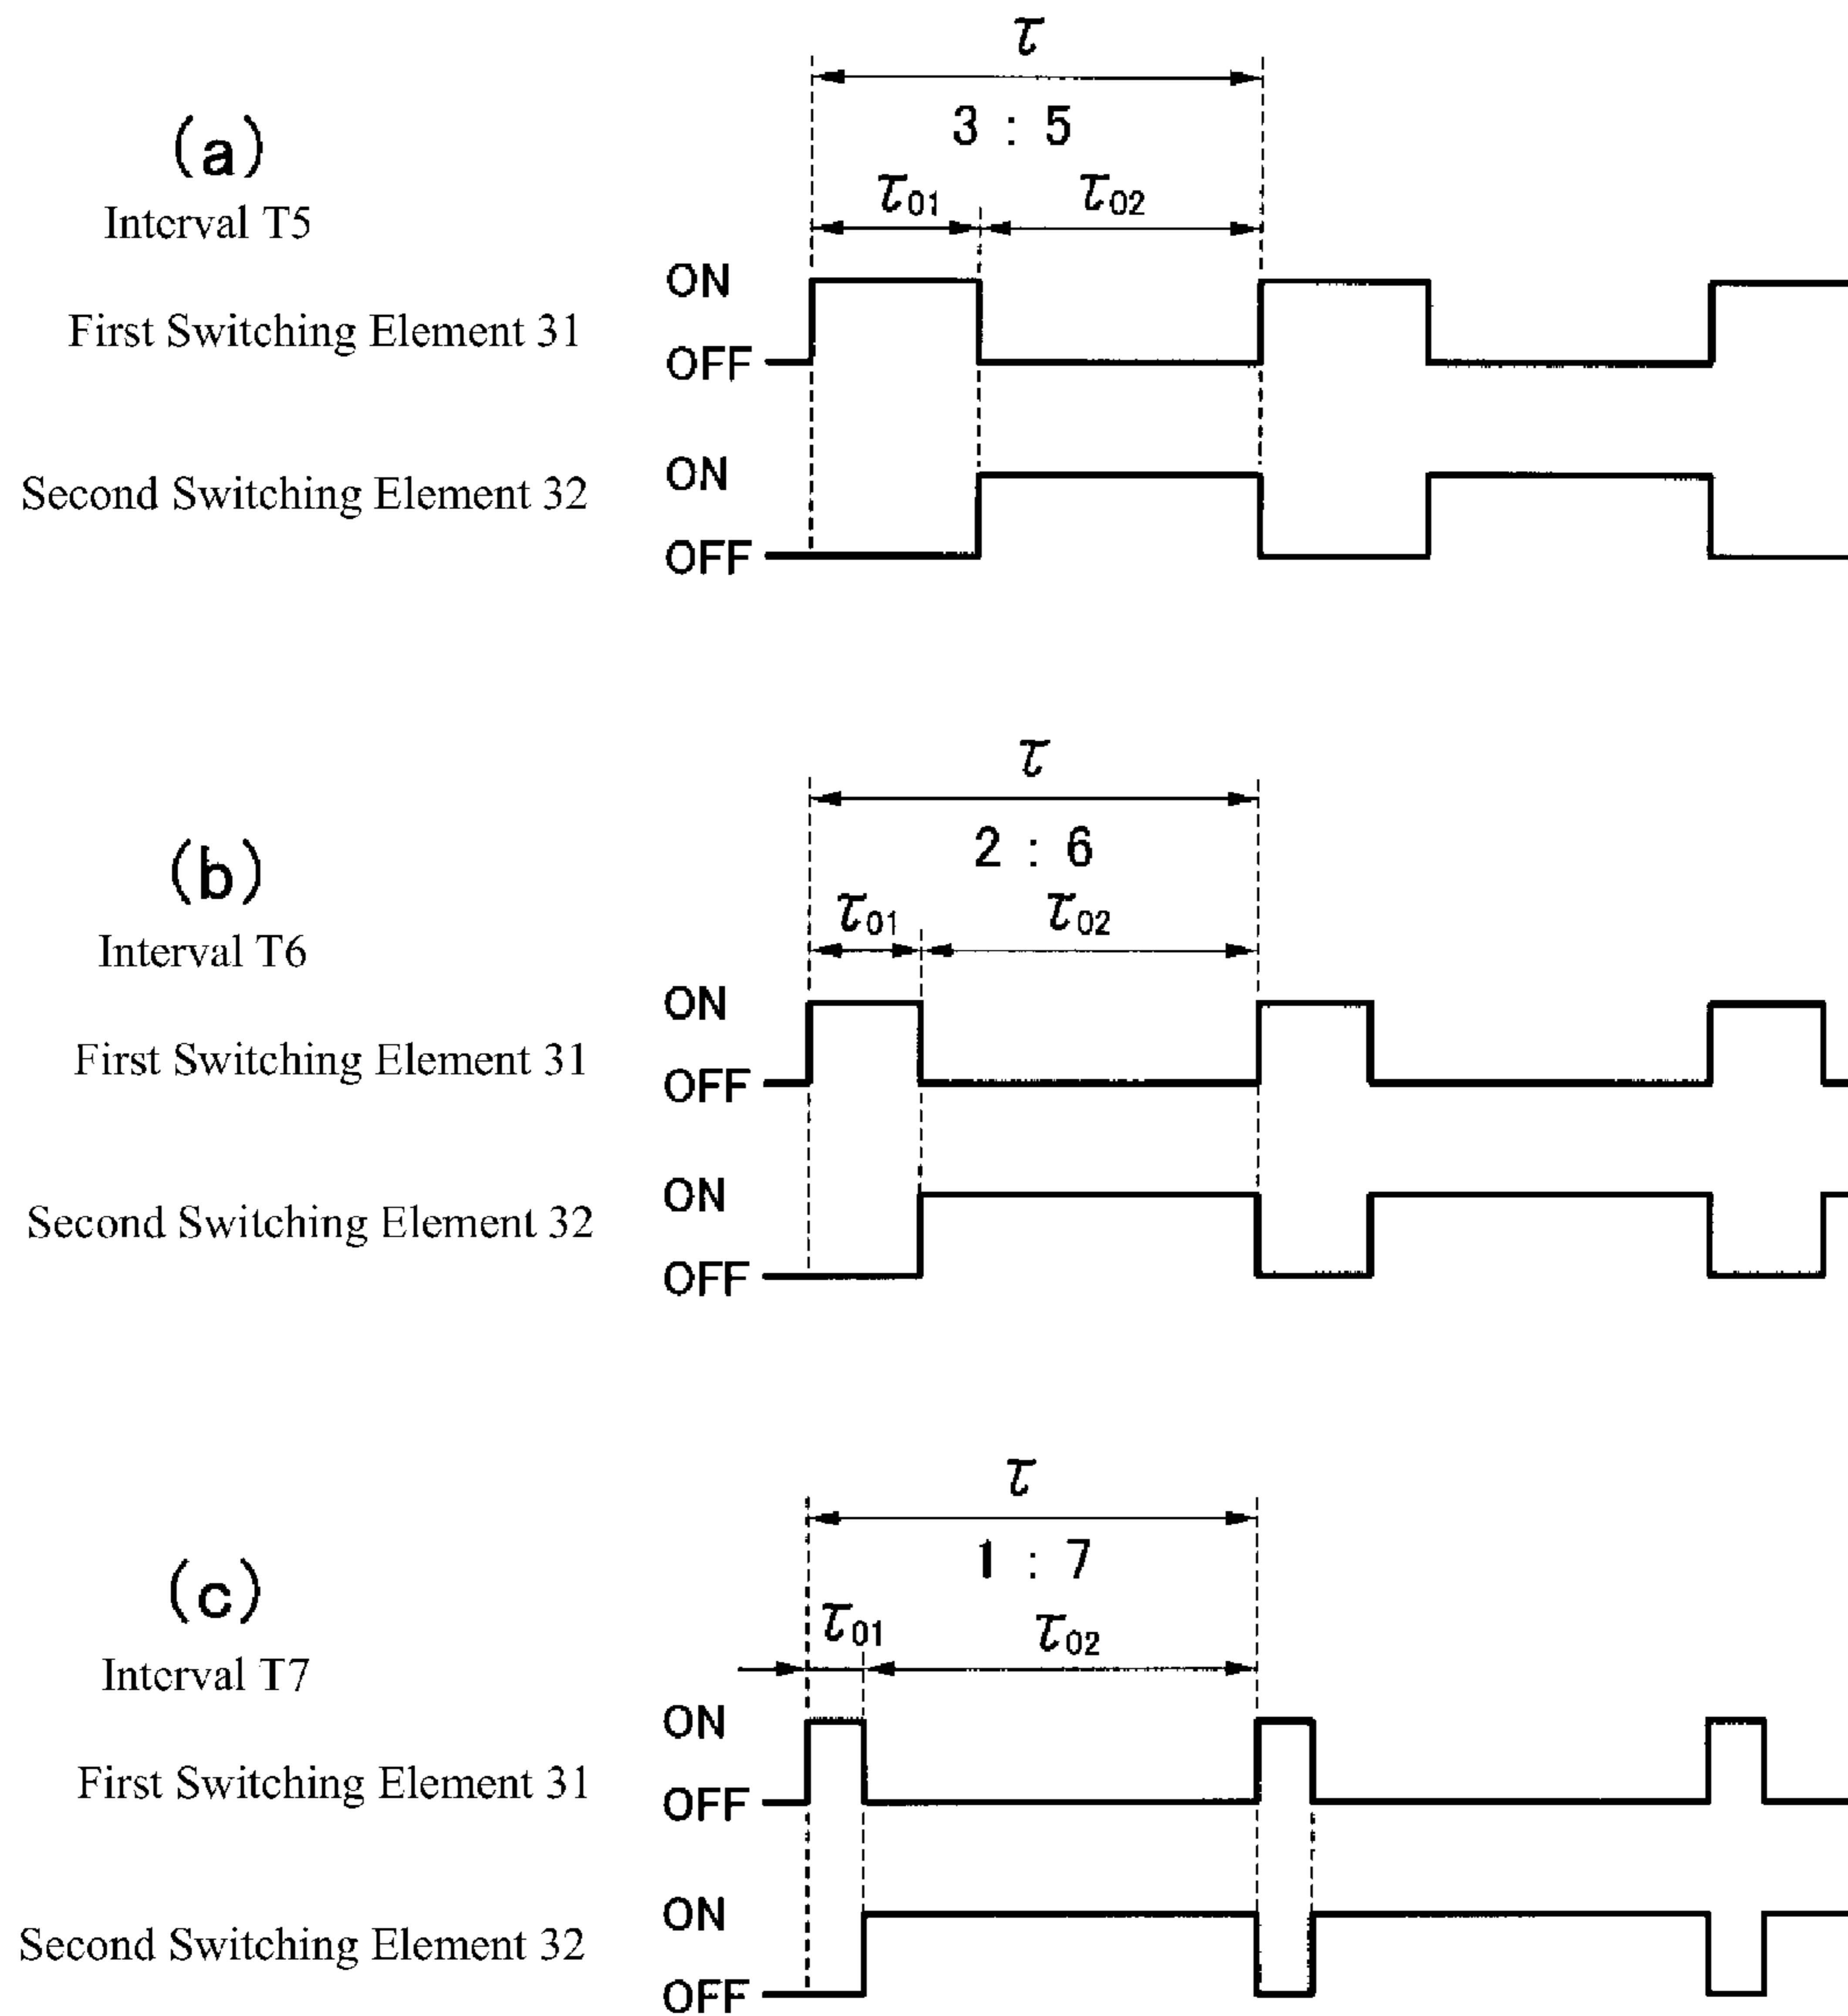 τ
3 : 5
(a)
τ01 τ02
Interval T5
ON
First Switching Element 31
OFF
ON
Second Switching Element 32
OFF
τ
2 : 6
(b)
τ01 τ02
Interval T6
ON
First Switching Element 31
OFF
ON
Second Switching Element 32
OFF
τ
1 : 7
(c)
τ01 τ02
Interval T7
ON
First Switching Element 31
OFF
ON
Second Switching Element 32
OFF